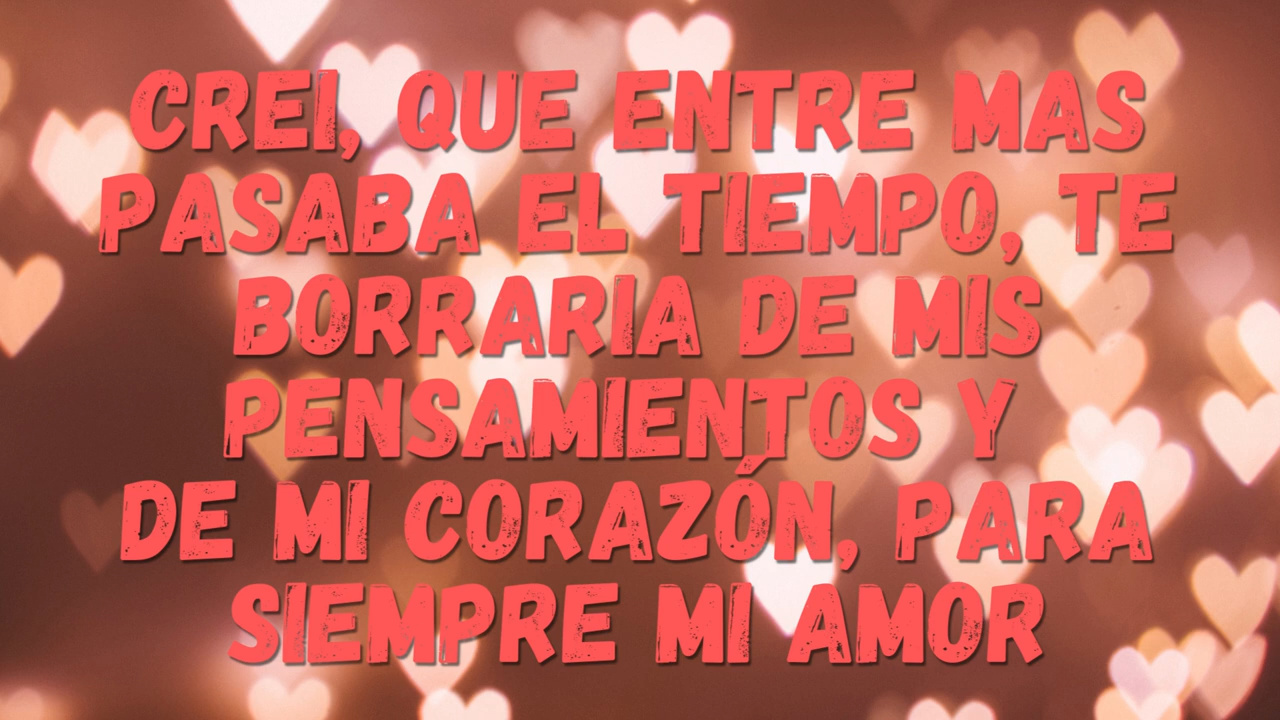 CREI, QUE ENTRE MAS
PASABA EL TIEMPO, TE
BORRARIA DE MIS
PENSAMIENTOS Y
DE MI CORAZÓN, PARA
SIEMPRE MI AMOR